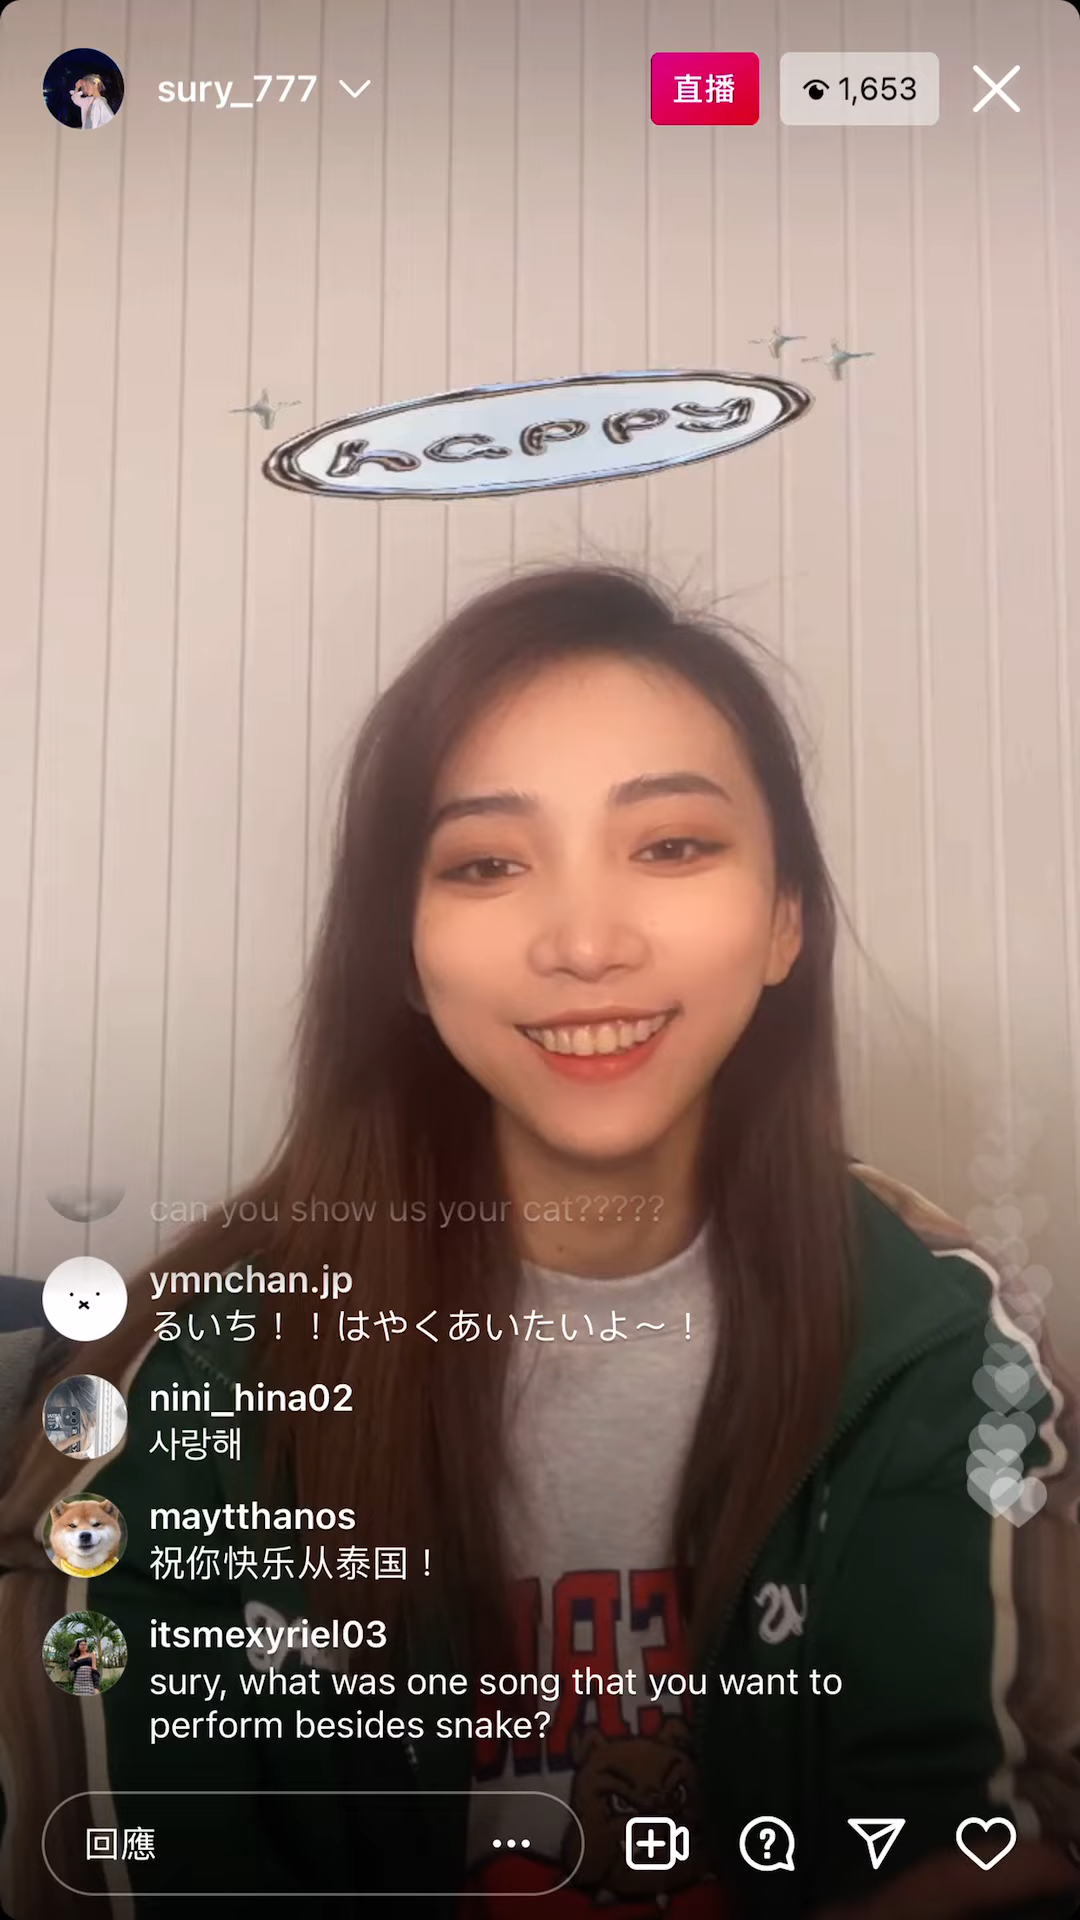 sury_777
直播
1,653
happy
can you show us your cat?????
ymnchan.jp
るいち！！はやくあいたいよ〜！
nini_hina02
사랑해
maytthanos
祝你快乐从泰国！
itsmexyriel03
sury, what was one song that you want to
perform besides snake?
回應